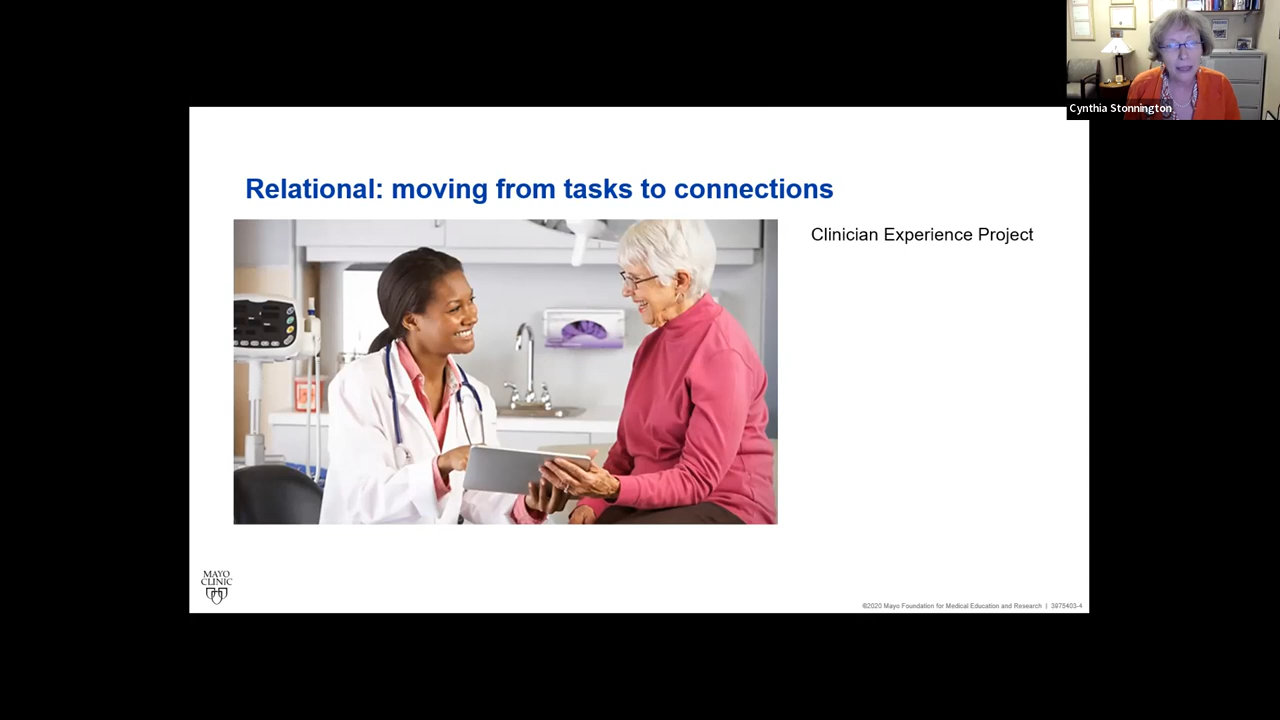 Cynthia Stonnington
Relational: moving from tasks to connections
Clinician Experience Project
MAYO
CLINIC
©2020 Mayo Foundation for Medical Education and Research | 3975403-4